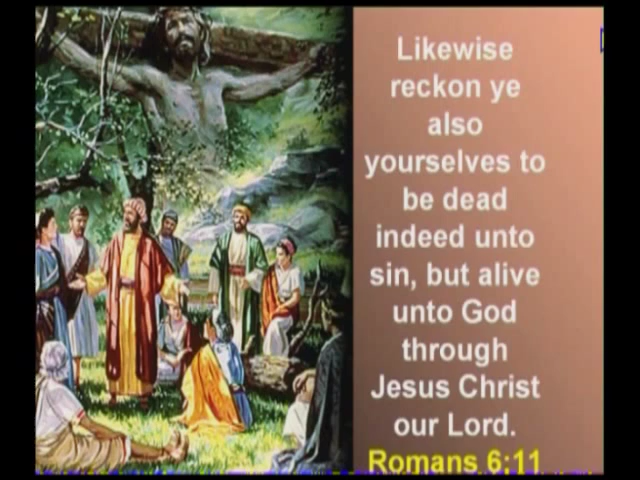 Likewise
reckon ye
also
yourselves to
be dead
indeed unto
sin, but alive
unto God
through
Jesus Christ
our Lord.
Romans 6:11